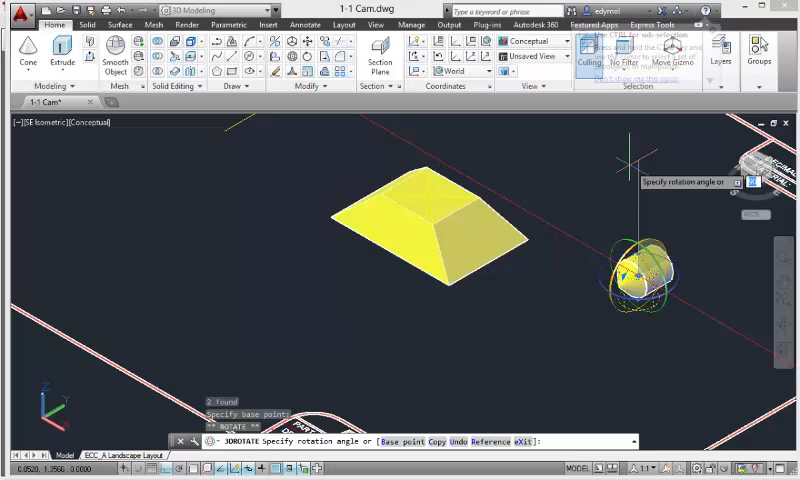 3D Modeling
1-1 Cam.dwg
Type a keyword or phrase
edymol
Home Solid Surface Mesh Visualize Parametric Insert Annotate Layout View Manage Output Plug-ins Autodesk 360 Featured Apps Express Tools
Cone
Extrude
Smooth
Object
Section
Plane
Conceptual
Unsaved View
World
Culling
No Filter
Move Gizmo
Layers
Groups
Modeling
Mesh
Solid Editing
Draw
Modify
Section
Coordinates
View
Selection
1-1 Cam*
[−][SE Isometric][Conceptual]
Specify rotation angle or
WCS
2 found
Specify base point:
** ROTATE **
3DROTATE Specify rotation angle or [Base point Copy Undo Reference eXit]:
Model
ECC_A Landscape Layout
0.0520, 1.3566, 0.0000
MODEL
1:1